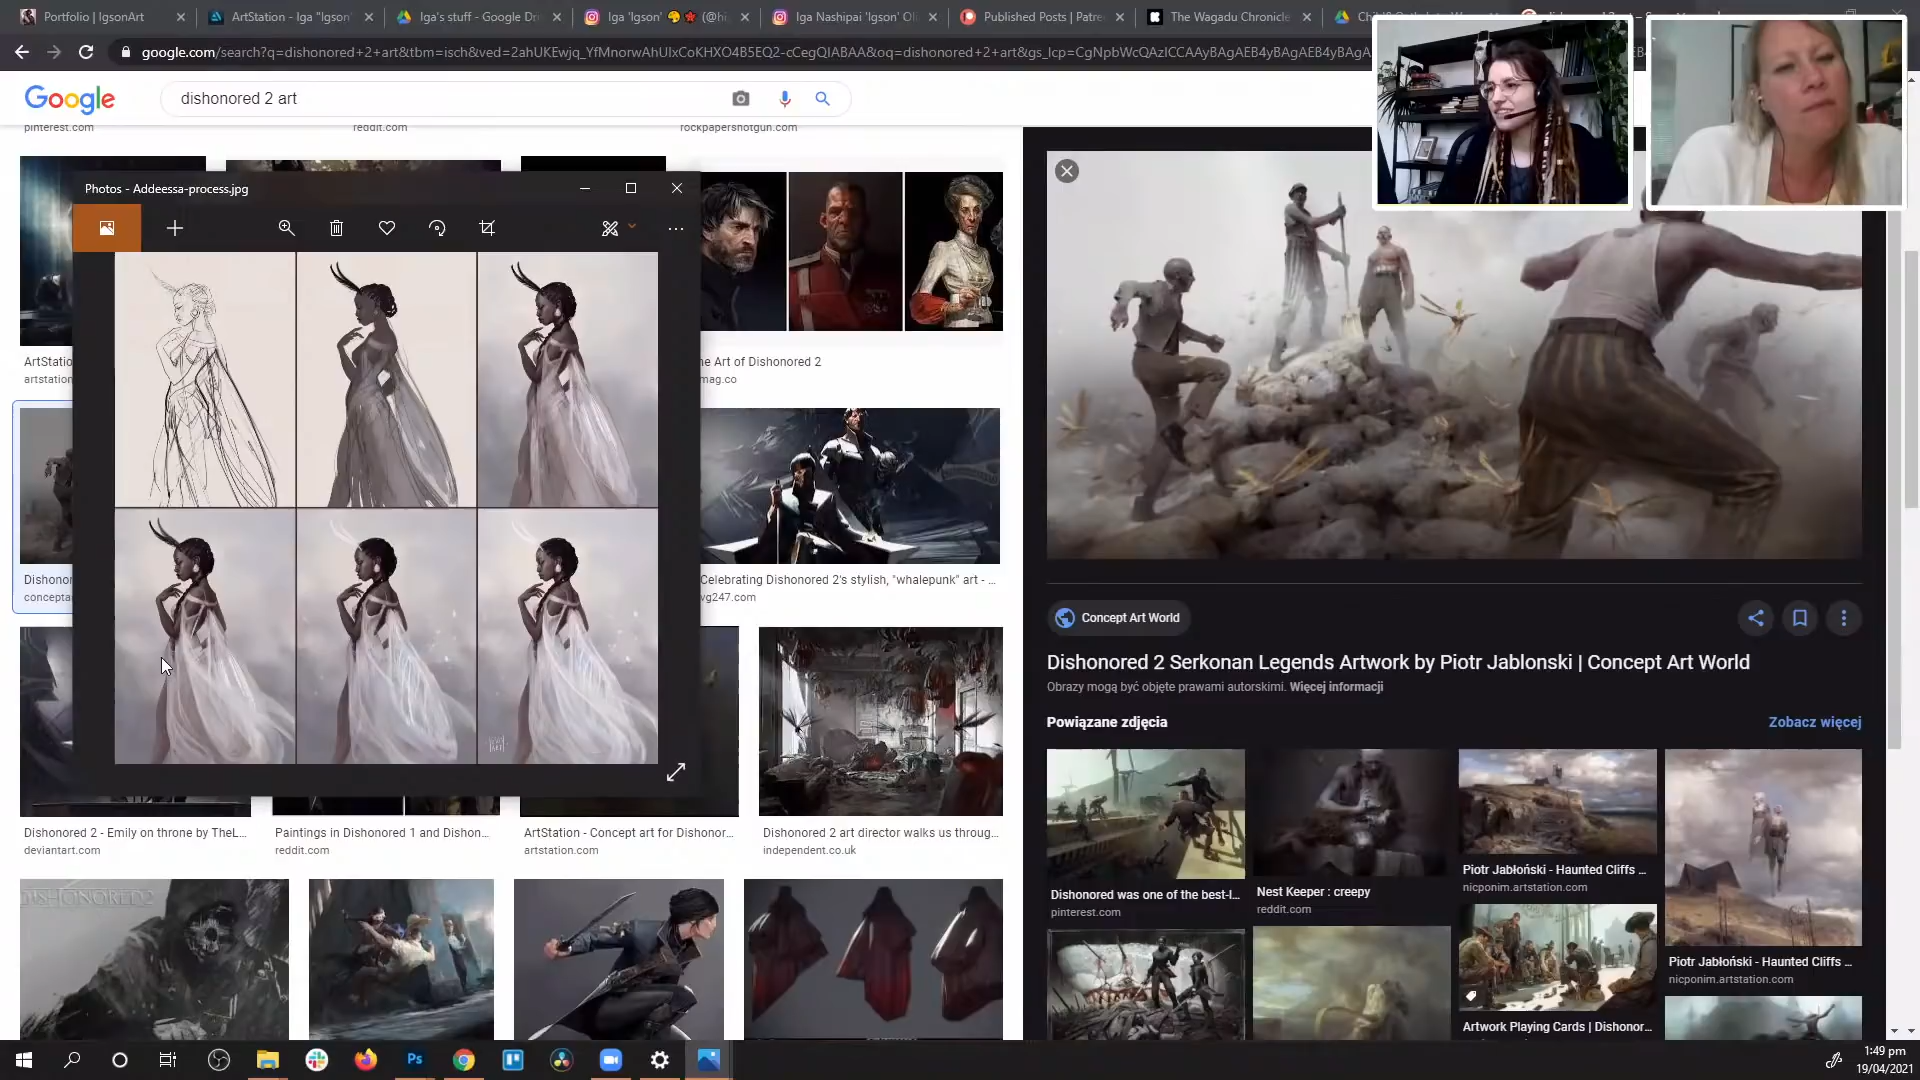 Portfolio | IgsonArt
ArtStation - Iga "Igson"
Iga's stuff - Google Dri
Iga 'Igson'
Iga Nashipai 'Igson' Oli
Published Posts | Patre
The Wagadu Chronicle
google.com/search?q=dishonored+2+art&tbm=isch&ved=2ahUKEwjq_YfMnorwAhUIxCoKHXO4B5EQ2-cCegQIABAA&oq=dishonored+2+art&gs_lcp=CgNpbWcQAzICCAAyBAgAEB4yBAgAEB4yBAgA
Google
dishonored 2 art
pinterest.com
reddit.com
rockpapershotgun.com
Photos - Addeessa-process.jpg
ArtStatio
artstation
ne Art of Dishonored 2
mag.co
Dishonor
concepta
Celebrating Dishonored 2's stylish, "whalepunk" art - ...
vg247.com
Concept Art World
Dishonored 2 Serkonan Legends Artwork by Piotr Jablonski | Concept Art World
Obrazy mogą być objęte prawami autorskimi. Więcej informacji
Powiązane zdjęcia
Zobacz więcej
Dishonored 2 - Emily on throne by TheL...
deviantart.com
Paintings in Dishonored 1 and Dishon...
reddit.com
ArtStation - Concept art for Dishonor...
artstation.com
Dishonored 2 art director walks us throug...
independent.co.uk
Dishonored was one of the best-l...
pinterest.com
Nest Keeper : creepy
reddit.com
Piotr Jabłoński - Haunted Cliffs ...
nicponim.artstation.com
Piotr Jabłoński - Haunted Cliffs ...
nicponim.artstation.com
DISHONORED 2
Artwork Playing Cards | Dishonor...
Ps
1:49 pm
19/04/2021